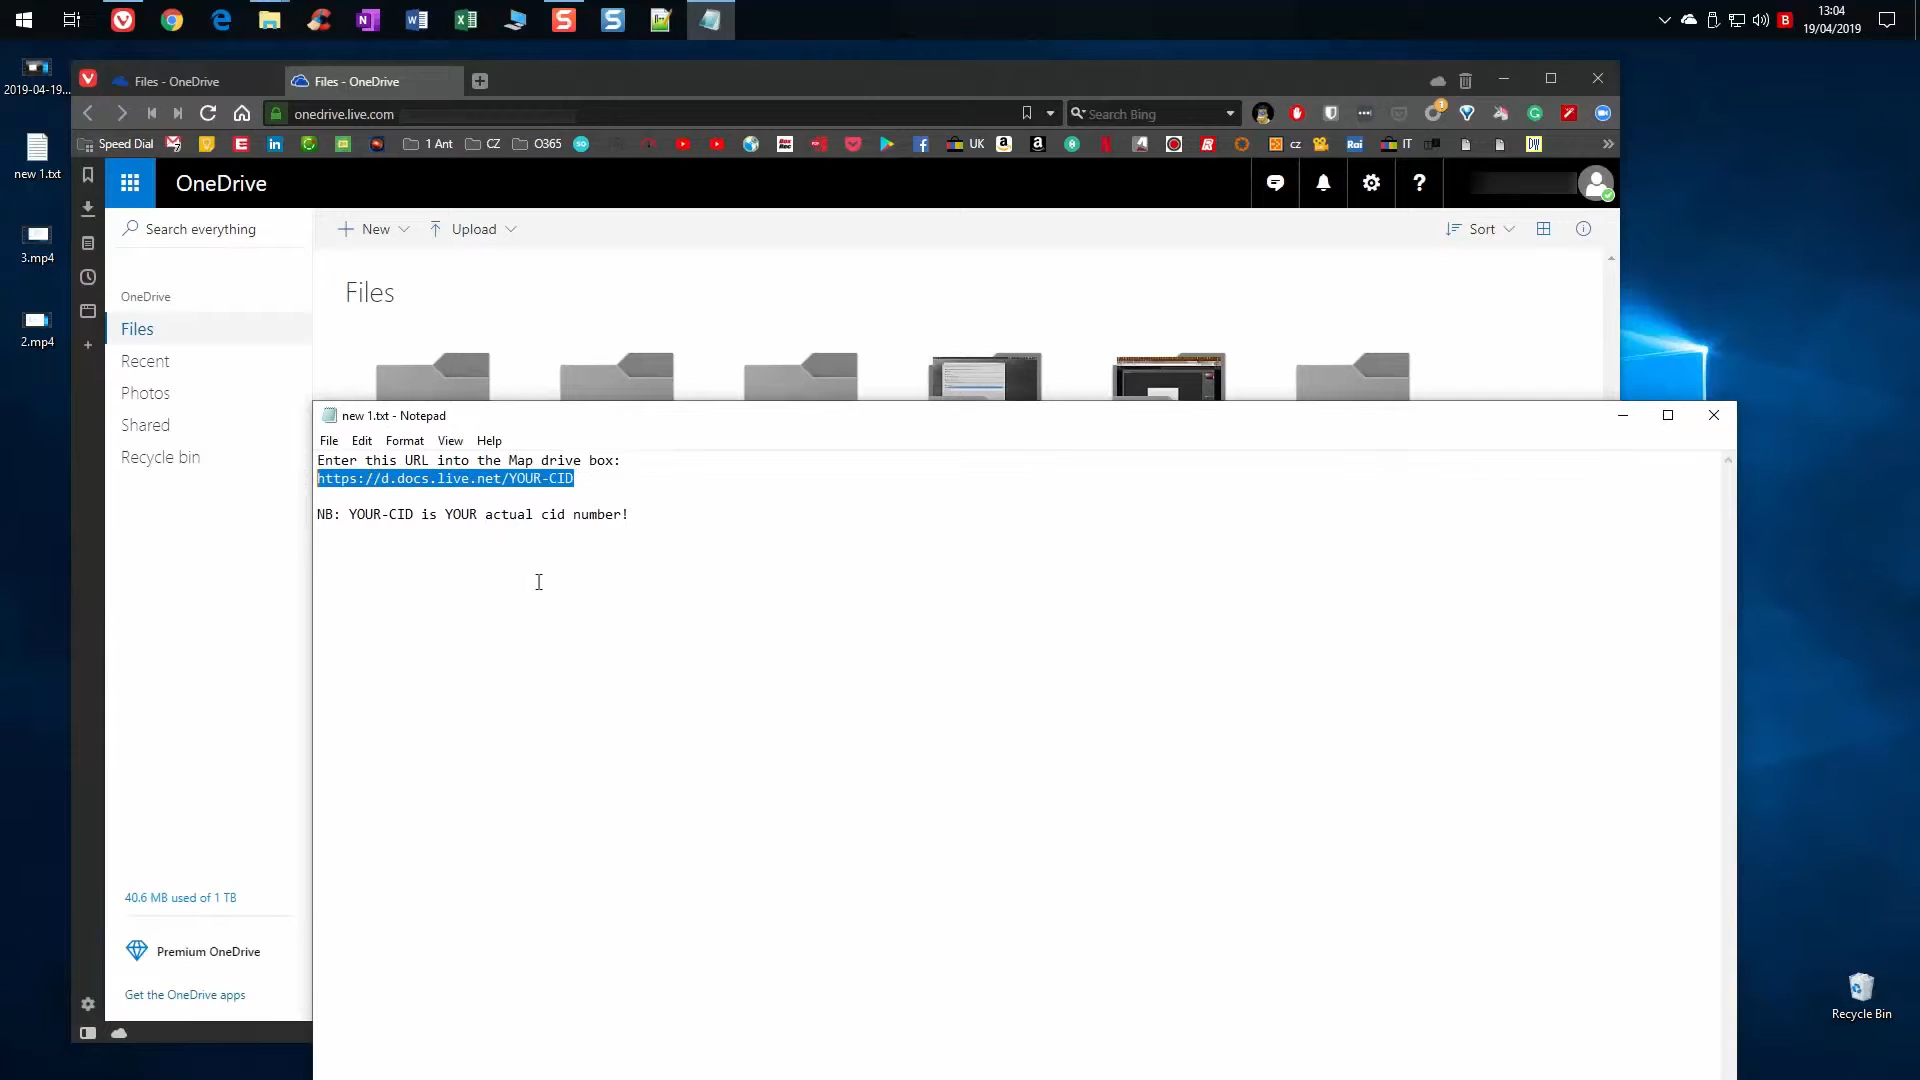 13:04
19/04/2019
2019-04-19...
new 1.txt
3.mp4
2.mp4
Files - OneDrive
Files - OneDrive
onedrive.live.com
Search Bing
Speed Dial
1 Ant
CZ
O365
UK
cz
Rai
IT
DW
OneDrive
Search everything
New
Upload
Sort
Files
OneDrive
Files
Recent
Photos
Shared
Recycle bin
new 1.txt - Notepad
File Edit Format View Help
Enter this URL into the Map drive box:
https://d.docs.live.net/YOUR-CID
NB: YOUR-CID is YOUR actual cid number!
40.6 MB used of 1 TB
Premium OneDrive
Get the OneDrive apps
Recycle Bin